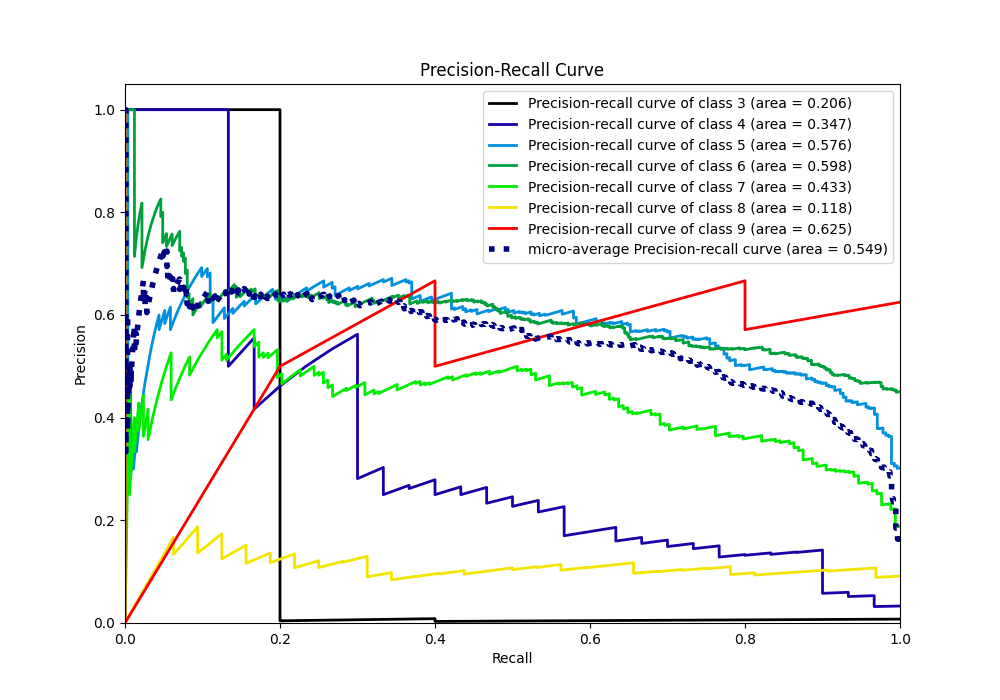 Precision-Recall Curve
Precision-recall curve of class 3 (area = 0.206)
Precision-recall curve of class 4 (area = 0.347)
Precision-recall curve of class 5 (area = 0.576)
Precision-recall curve of class 6 (area = 0.598)
Precision-recall curve of class 7 (area = 0.433)
Precision-recall curve of class 8 (area = 0.118)
Precision-recall curve of class 9 (area = 0.625)
micro-average Precision-recall curve (area = 0.549)
Precision
1.0
0.8
0.6
0.4
0.2
0.0
0.0 0.2 0.4 0.6 0.8 1.0
Recall